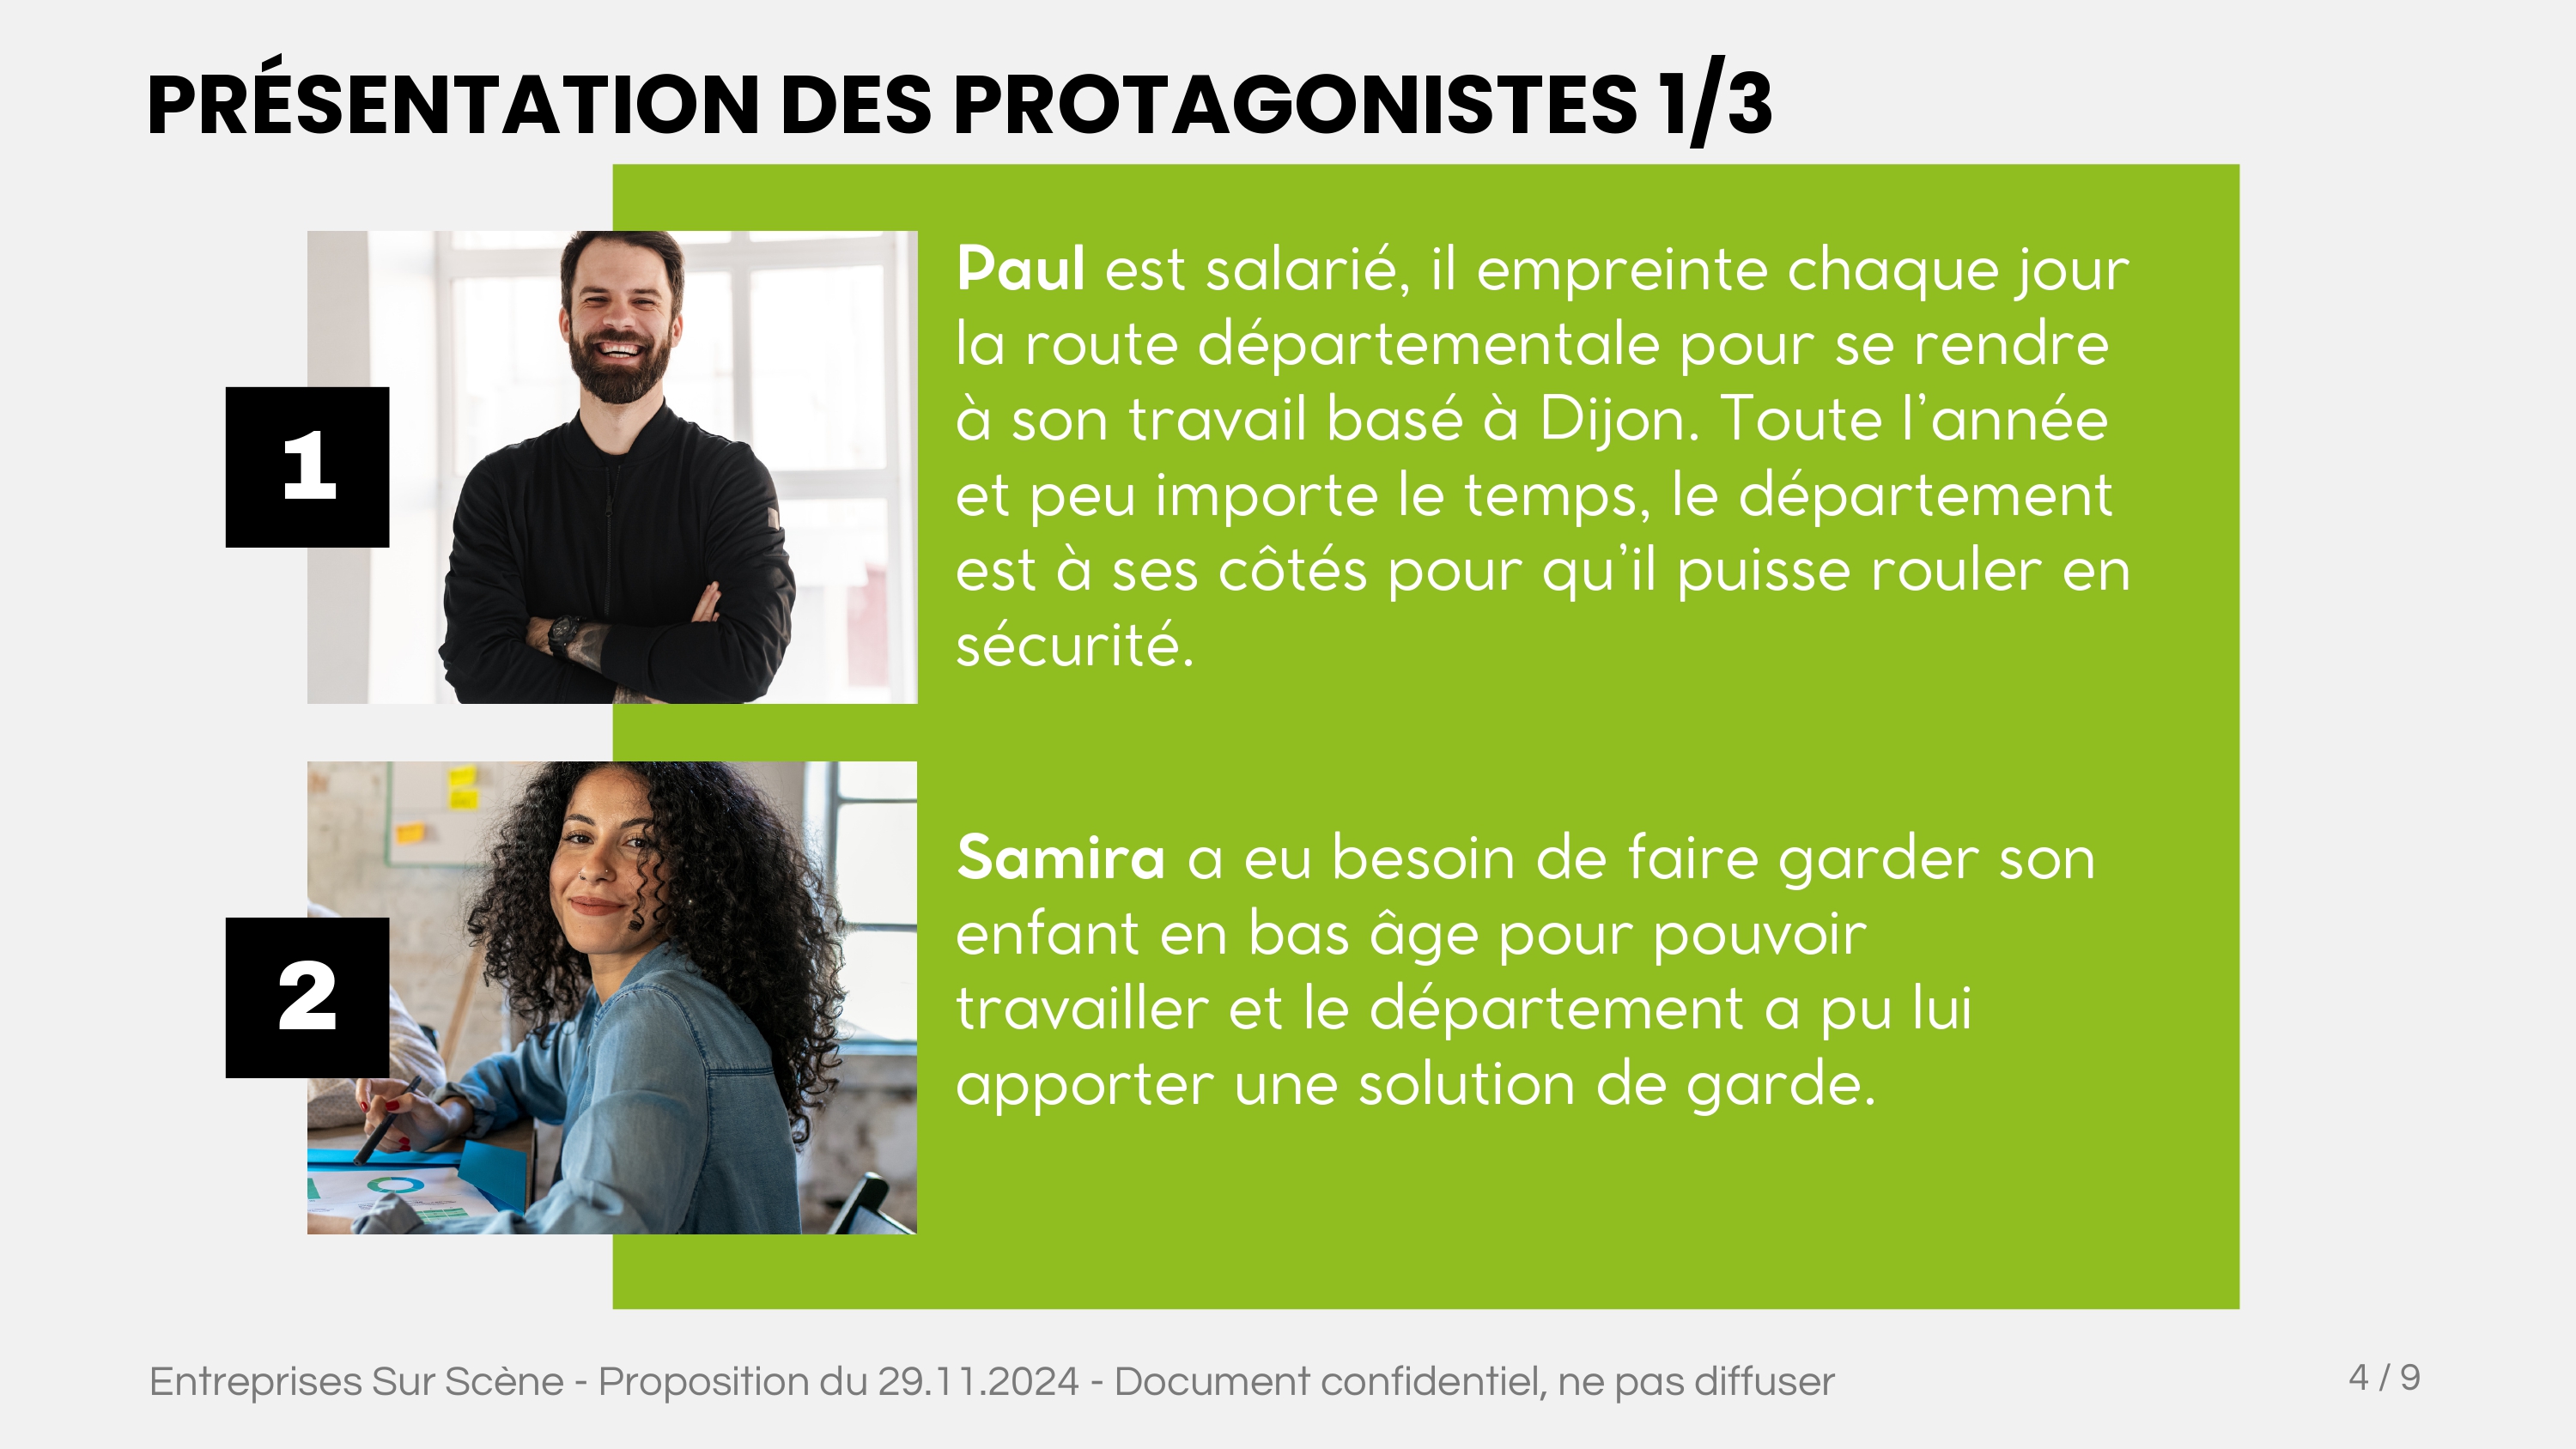 PRÉSENTATION DES PROTAGONISTES 1/3
1
Paul est salarié, il empreinte chaque jour
la route départementale pour se rendre
à son travail basé à Dijon. Toute l’année
et peu importe le temps, le département
est à ses côtés pour qu’il puisse rouler en
sécurité.
2
Samira a eu besoin de faire garder son
enfant en bas âge pour pouvoir
travailler et le département a pu lui
apporter une solution de garde.
Entreprises Sur Scène - Proposition du 29.11.2024 - Document confidentiel, ne pas diffuser
4 / 9